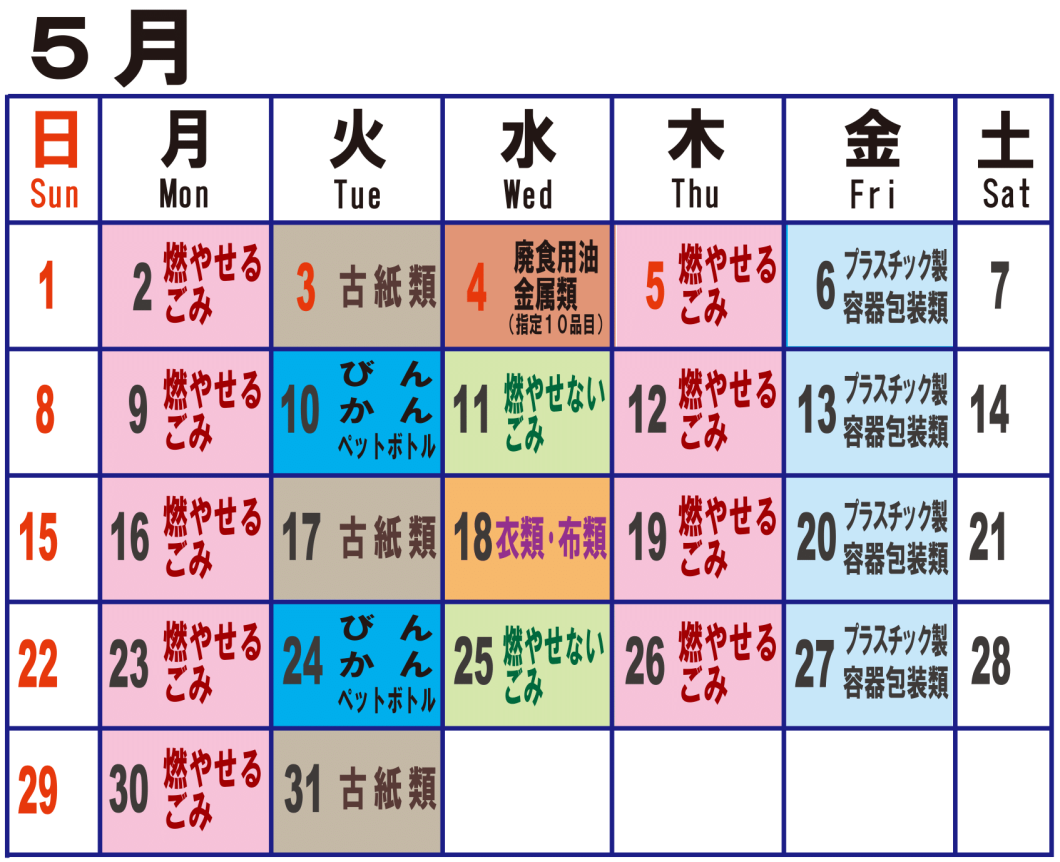 5月
日 月 火 水 木 金 土
Sun Mon Tue Wed Thu Fri Sat
1
2 燃やせる
ごみ
3 古紙類
4 廃食用油
金属類
(指定10品目)
5 燃やせる
ごみ
6 プラスチック製
容器包装類
7
8
9 燃やせる
ごみ
10 びん
かん
ペットボトル
11 燃やせない
ごみ
12 燃やせる
ごみ
13 プラスチック製
容器包装類
14
15
16 燃やせる
ごみ
17 古紙類
18 衣類・布類
19 燃やせる
ごみ
20 プラスチック製
容器包装類
21
22
23 燃やせる
ごみ
24 びん
かん
ペットボトル
25 燃やせない
ごみ
26 燃やせる
ごみ
27 プラスチック製
容器包装類
28
29
30 燃やせる
ごみ
31 古紙類